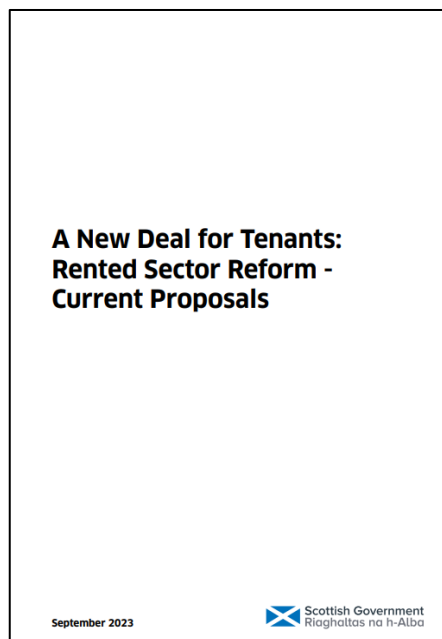 A New Deal for Tenants:
Rented Sector Reform -
Current Proposals
September 2023
Scottish Government
Riaghaltas na h-Alba